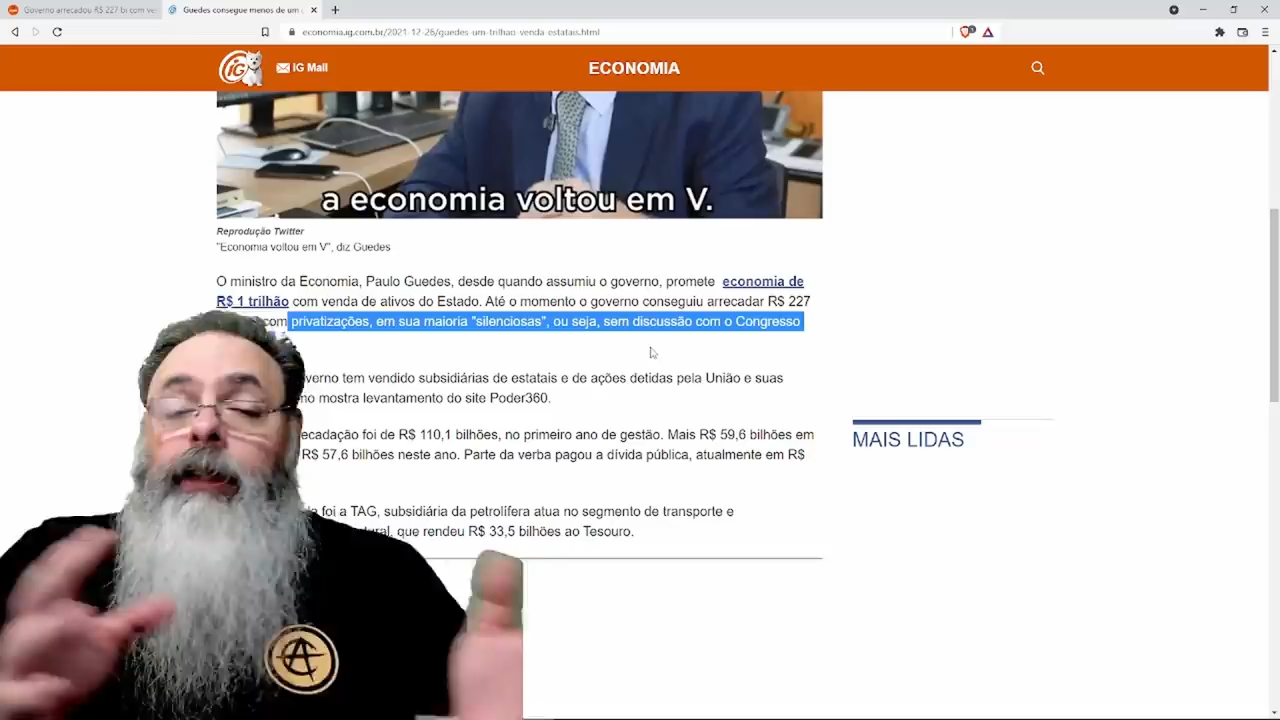 Governo arrecadou R$ 227 bi com ve
Guedes consegue menos de um
economia.ig.com.br/2021-12-26/guedes-um-trilhao-venda-estatais.html
iG
iG Mail
ECONOMIA
a economia voltou em V.
Reprodução Twitter
"Economia voltou em V", diz Guedes
O ministro da Economia, Paulo Guedes, desde quando assumiu o governo, promete economia de
R$ 1 trilhão com venda de ativos do Estado. Até o momento o governo conseguiu arrecadar R$ 227
com privatizações, em sua maioria "silenciosas", ou seja, sem discussão com o Congresso
verno tem vendido subsidiárias de estatais e de ações detidas pela União e suas
mo mostra levantamento do site Poder360.
ecadação foi de R$ 110,1 bilhões, no primeiro ano de gestão. Mais R$ 59,6 bilhões em
R$ 57,6 bilhões neste ano. Parte da verba pagou a dívida pública, atualmente em R$
foi a TAG, subsidiária da petrolífera atua no segmento de transporte e
que rendeu R$ 33,5 bilhões ao Tesouro.
MAIS LIDAS